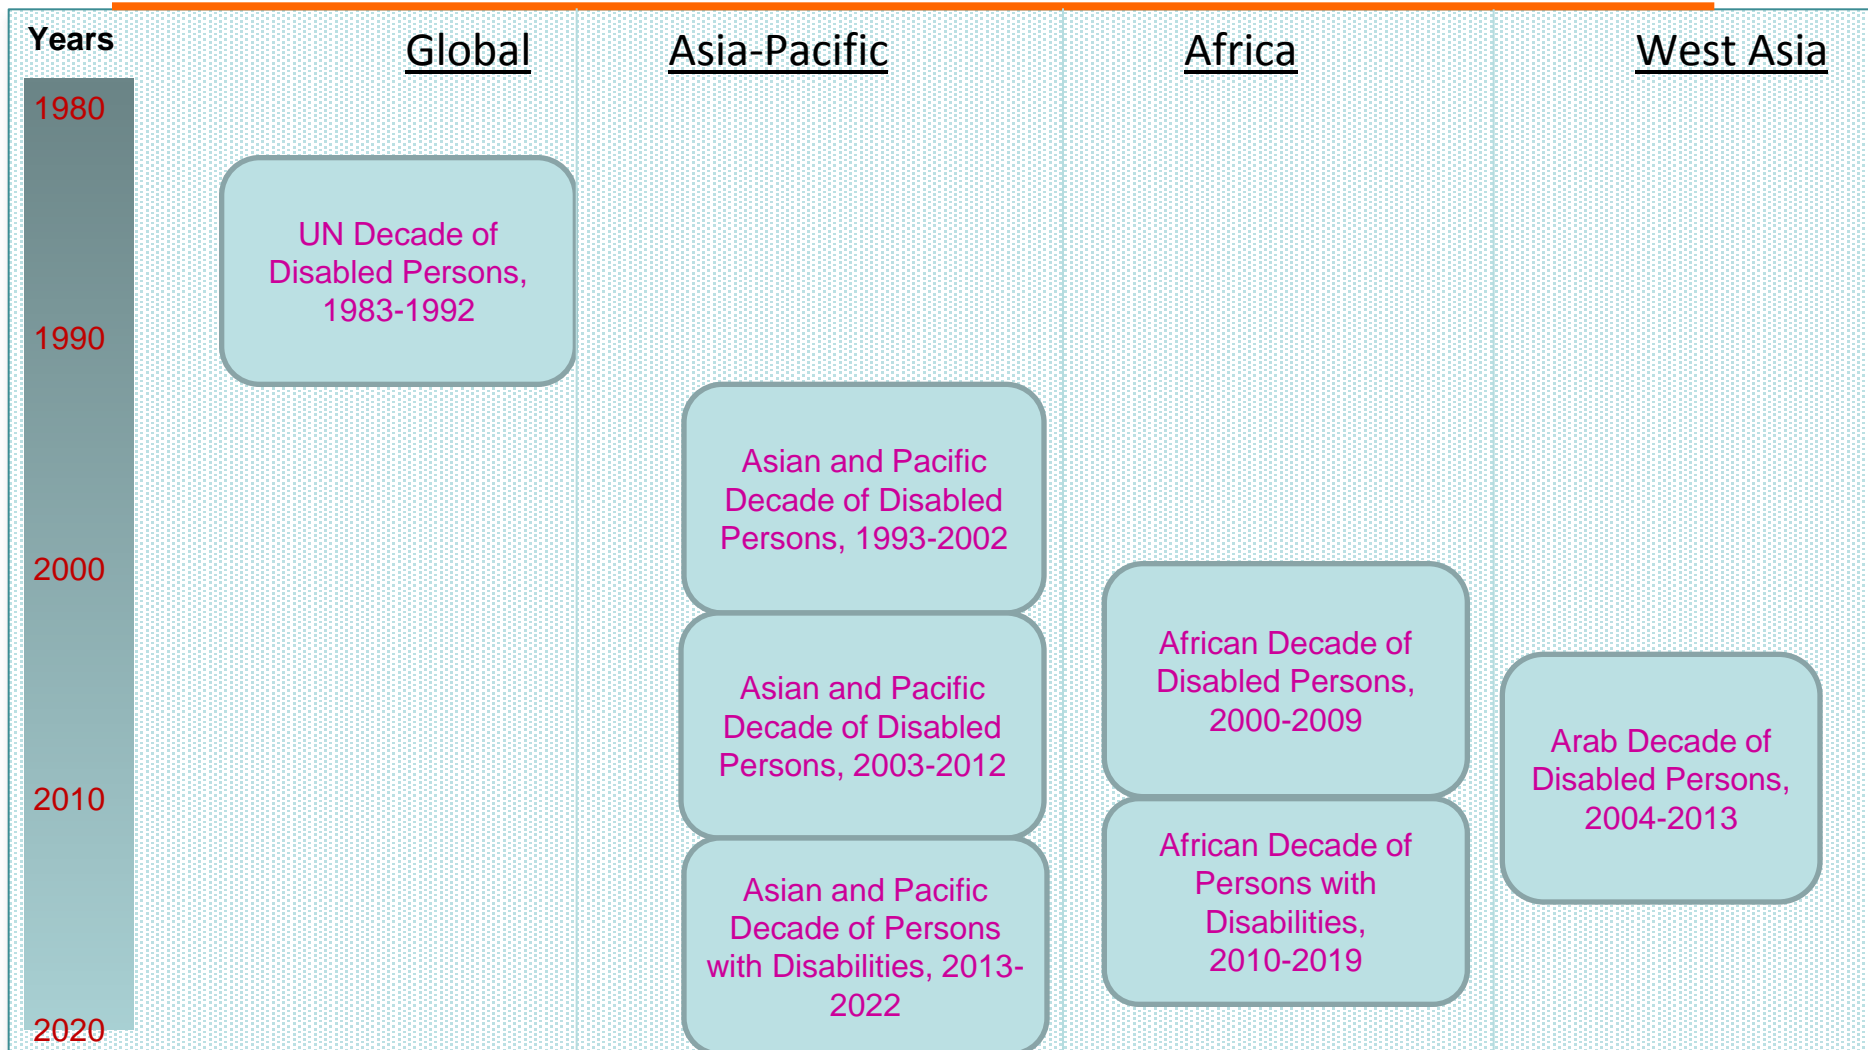 Years
Global
Asia-Pacific
Africa
West Asia
1980
1990
2000
2010
2020
UN Decade of
Disabled Persons,
1983-1992
Asian and Pacific
Decade of Disabled
Persons, 1993-2002
Asian and Pacific
Decade of Disabled
Persons, 2003-2012
Asian and Pacific
Decade of Persons
with Disabilities, 2013-
2022
African Decade of
Disabled Persons,
2000-2009
African Decade of
Persons with
Disabilities,
2010-2019
Arab Decade of
Disabled Persons,
2004-2013